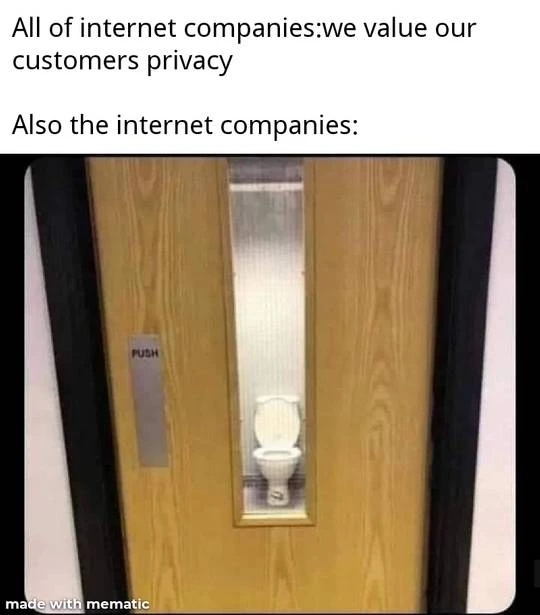 All of internet companies:we value our
customers privacy
Also the internet companies:
PUSH
made with mematic